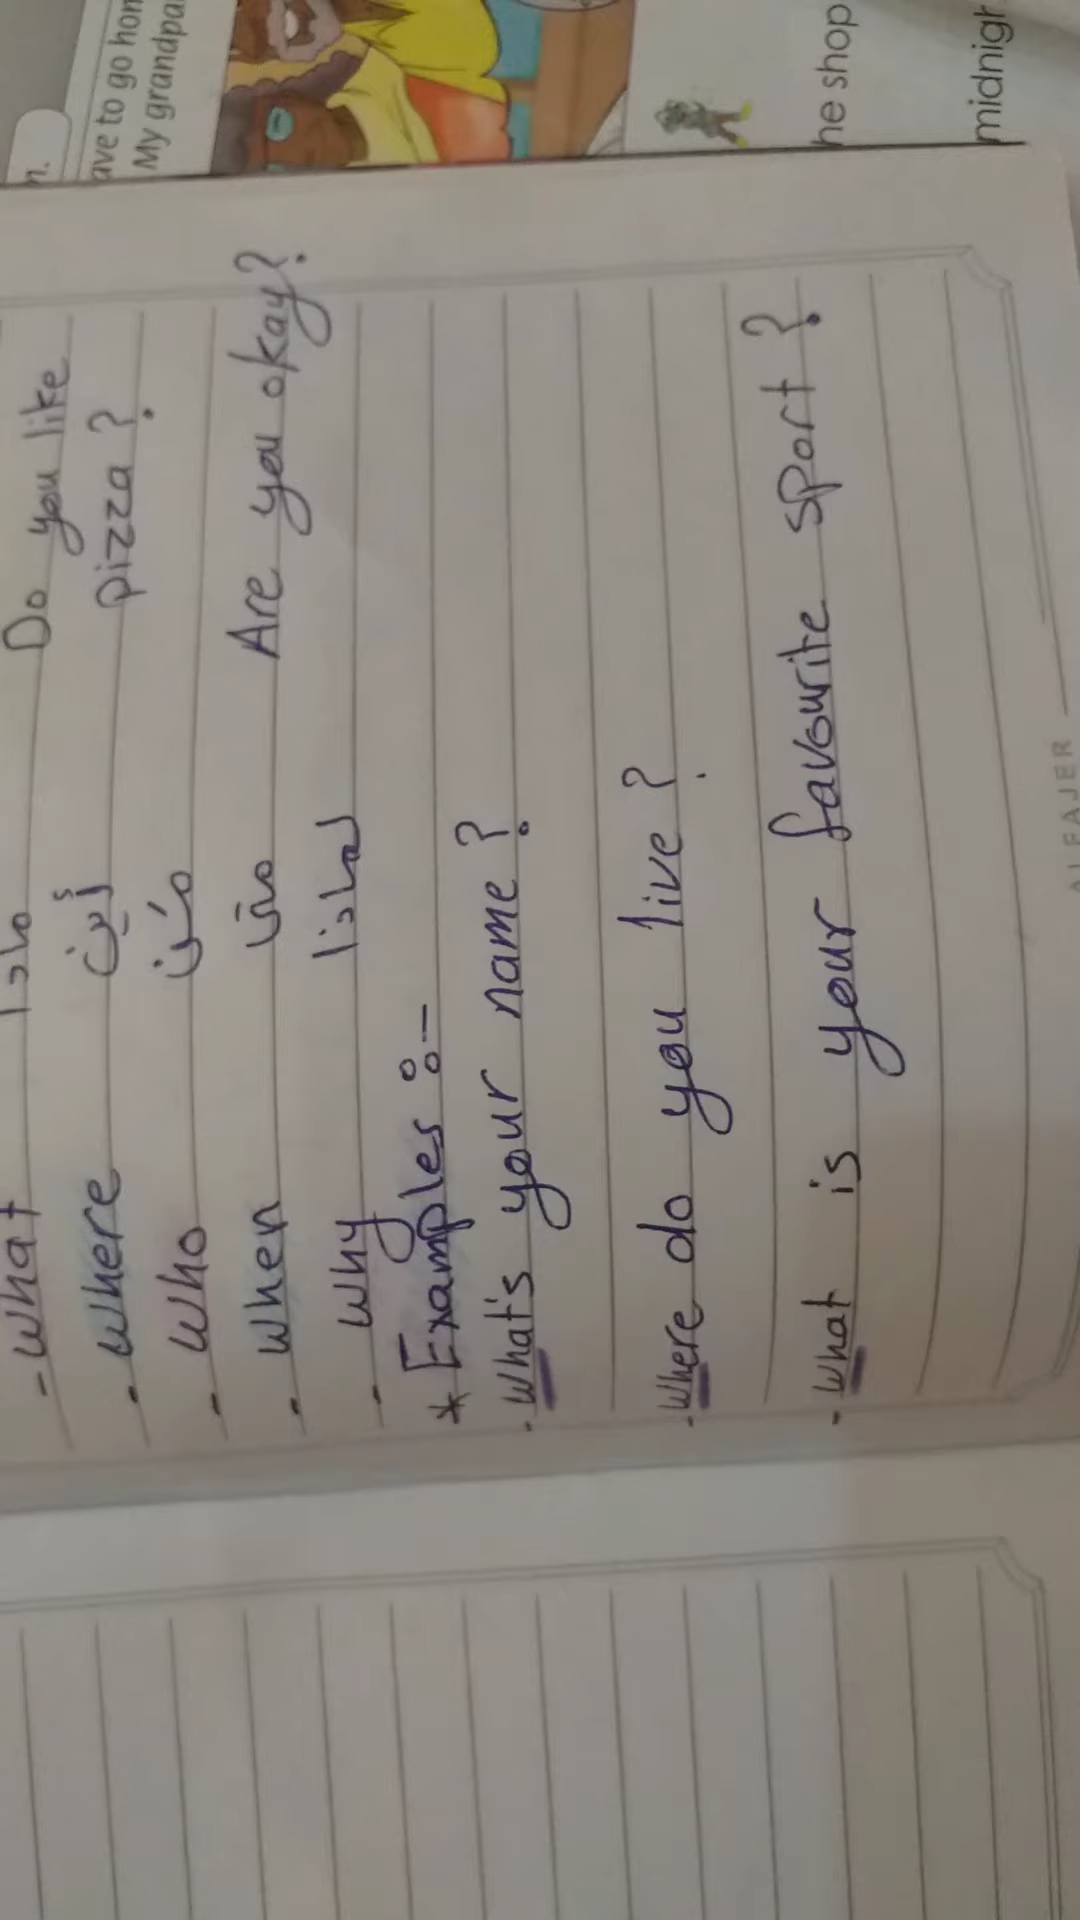 - What ماذا Do you like
- Where أين pizza ?
- Who مَن
- When متى Are you okay?
- Why لماذا
* Examples :-
- What's your name ?
- Where do you live ?
- What is your favourite sport ?
ALFAJER
ave to go hom
My grandpa
he shop
midnigh